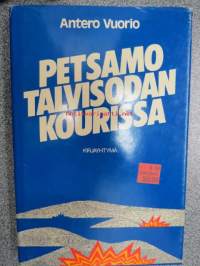 Antero Vuorio
PETSAMO
TALVISODAN
KOURISSA
KIRJAYHTYMÄ